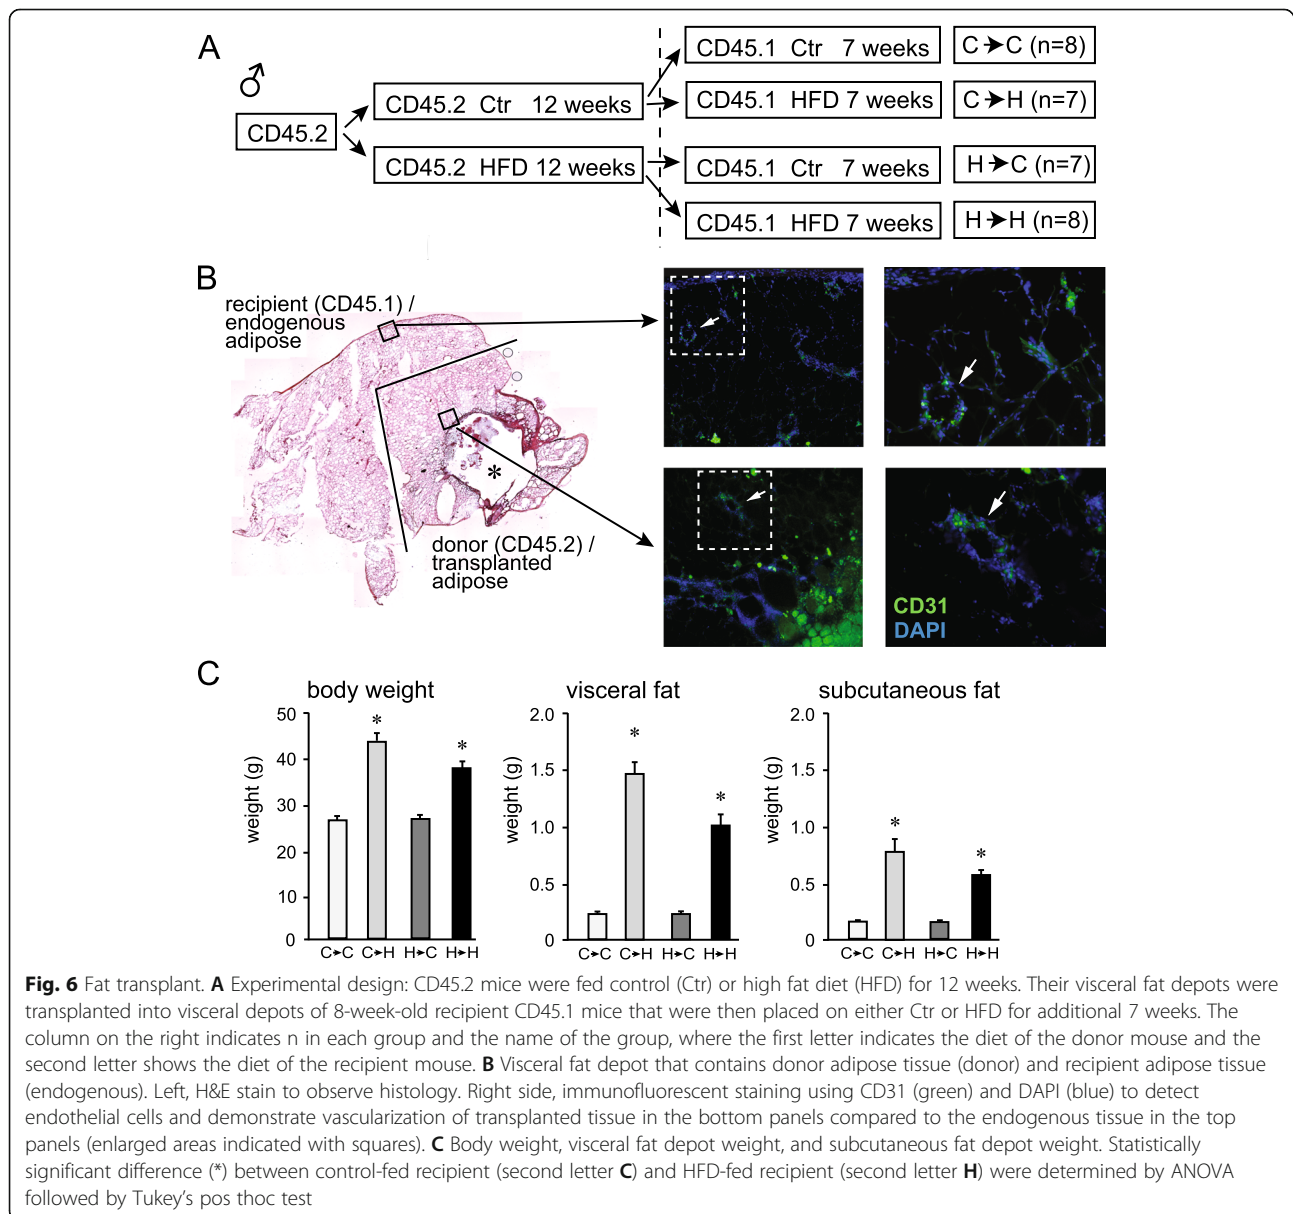 A
♂
CD45.2
CD45.2 Ctr 12 weeks
CD45.2 HFD 12 weeks
CD45.1 Ctr 7 weeks
C➔C (n=8)
CD45.1 HFD 7 weeks
C➔H (n=7)
CD45.1 Ctr 7 weeks
H➔C (n=7)
CD45.1 HFD 7 weeks
H➔H (n=8)
B
recipient (CD45.1) /
endogenous
adipose
*
donor (CD45.2) /
transplanted
adipose
CD31
DAPI
C
body weight
weight (g)
50
40
30
20
10
0
*
*
C➔C C➔H H➔C H➔H
visceral fat
weight (g)
2.0
1.5
1.0
0.5
0
*
*
C➔C C➔H H➔C H➔H
subcutaneous fat
weight (g)
2.0
1.5
1.0
0.5
0
*
*
C➔C C➔H H➔C H➔H
Fig. 6 Fat transplant. A Experimental design: CD45.2 mice were fed control (Ctr) or high fat diet (HFD) for 12 weeks. Their visceral fat depots were
transplanted into visceral depots of 8-week-old recipient CD45.1 mice that were then placed on either Ctr or HFD for additional 7 weeks. The
column on the right indicates n in each group and the name of the group, where the first letter indicates the diet of the donor mouse and the
second letter shows the diet of the recipient mouse. B Visceral fat depot that contains donor adipose tissue (donor) and recipient adipose tissue
(endogenous). Left, H&E stain to observe histology. Right side, immunofluorescent staining using CD31 (green) and DAPI (blue) to detect
endothelial cells and demonstrate vascularization of transplanted tissue in the bottom panels compared to the endogenous tissue in the top
panels (enlarged areas indicated with squares). C Body weight, visceral fat depot weight, and subcutaneous fat depot weight. Statistically
significant difference (*) between control-fed recipient (second letter C) and HFD-fed recipient (second letter H) were determined by ANOVA
followed by Tukey's pos thoc test